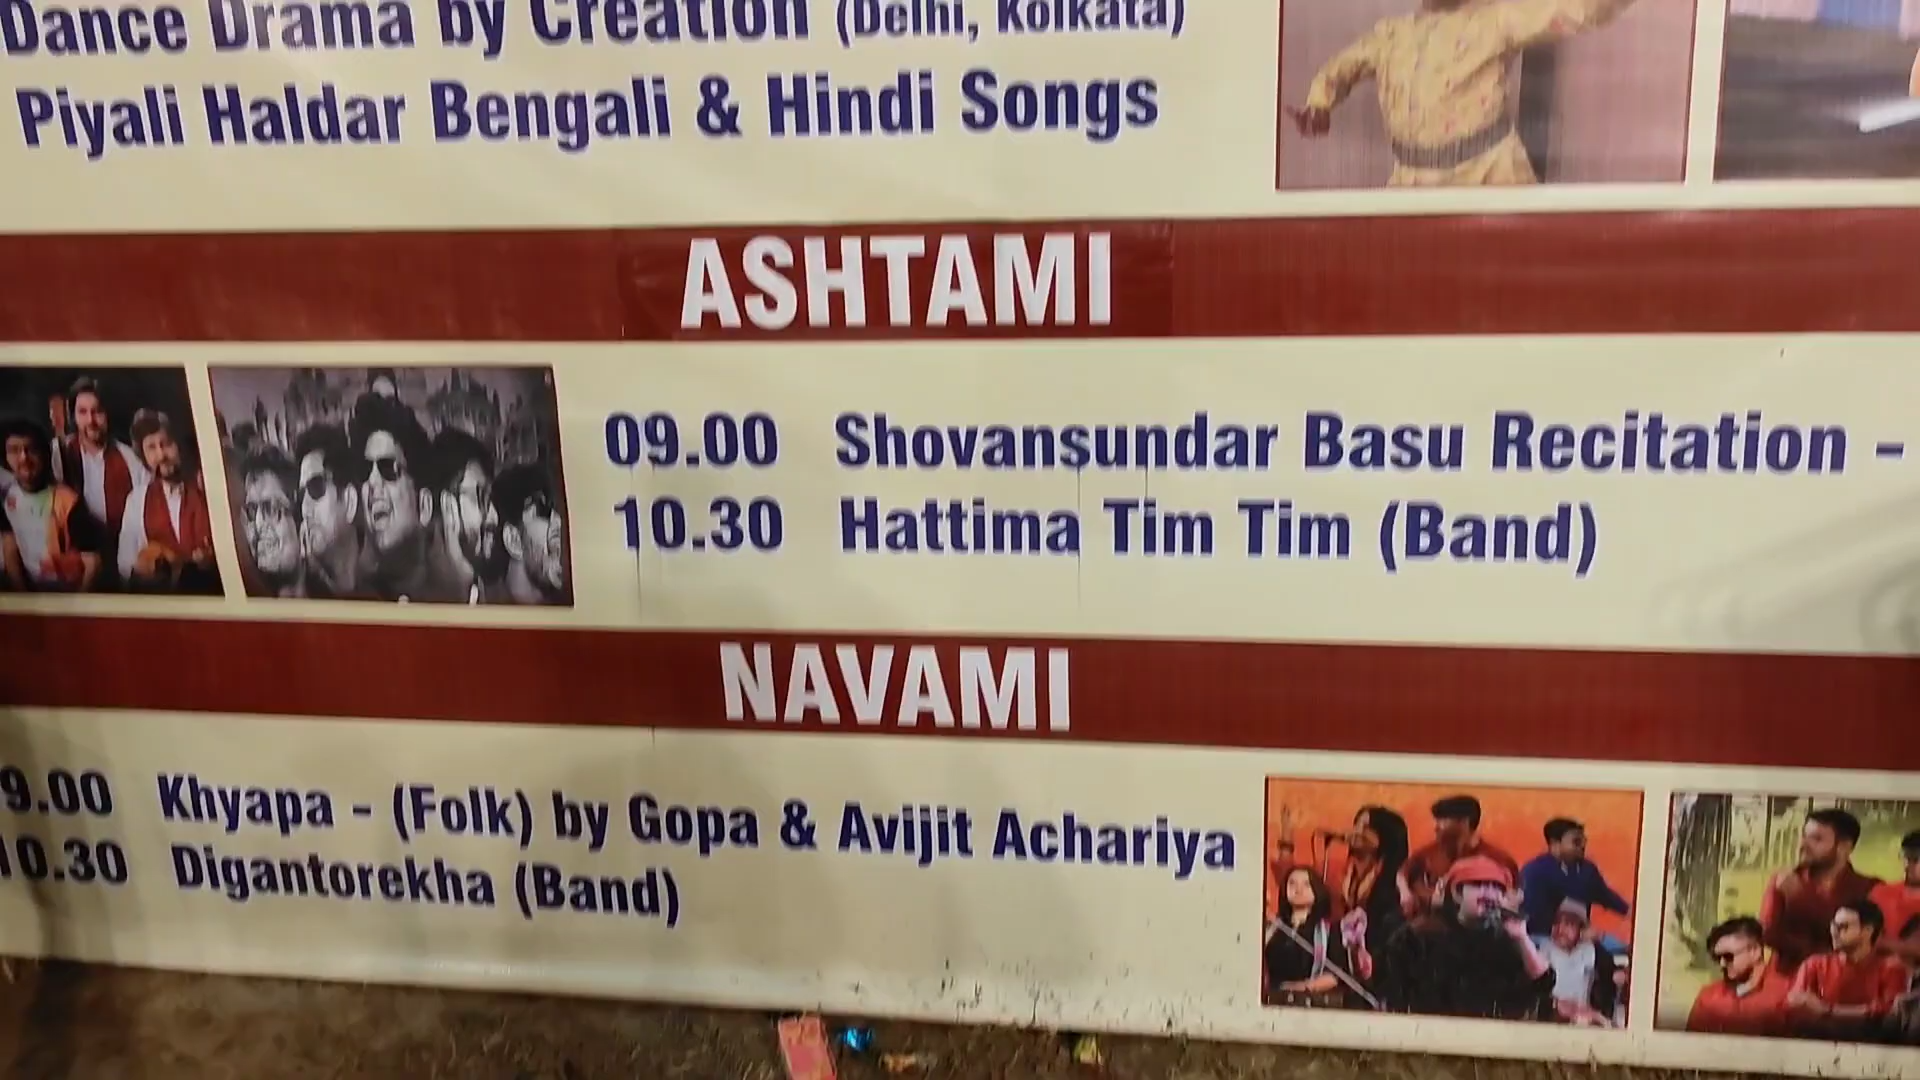 Dance Drama by Creation (Delhi, Kolkata)
Piyali Haldar Bengali & Hindi Songs
ASHTAMI
09.00 Shovansundar Basu Recitation -
10.30 Hattima Tim Tim (Band)
NAVAMI
9.00 Khyapa - (Folk) by Gopa & Avijit Achariya
10.30 Digantorekha (Band)